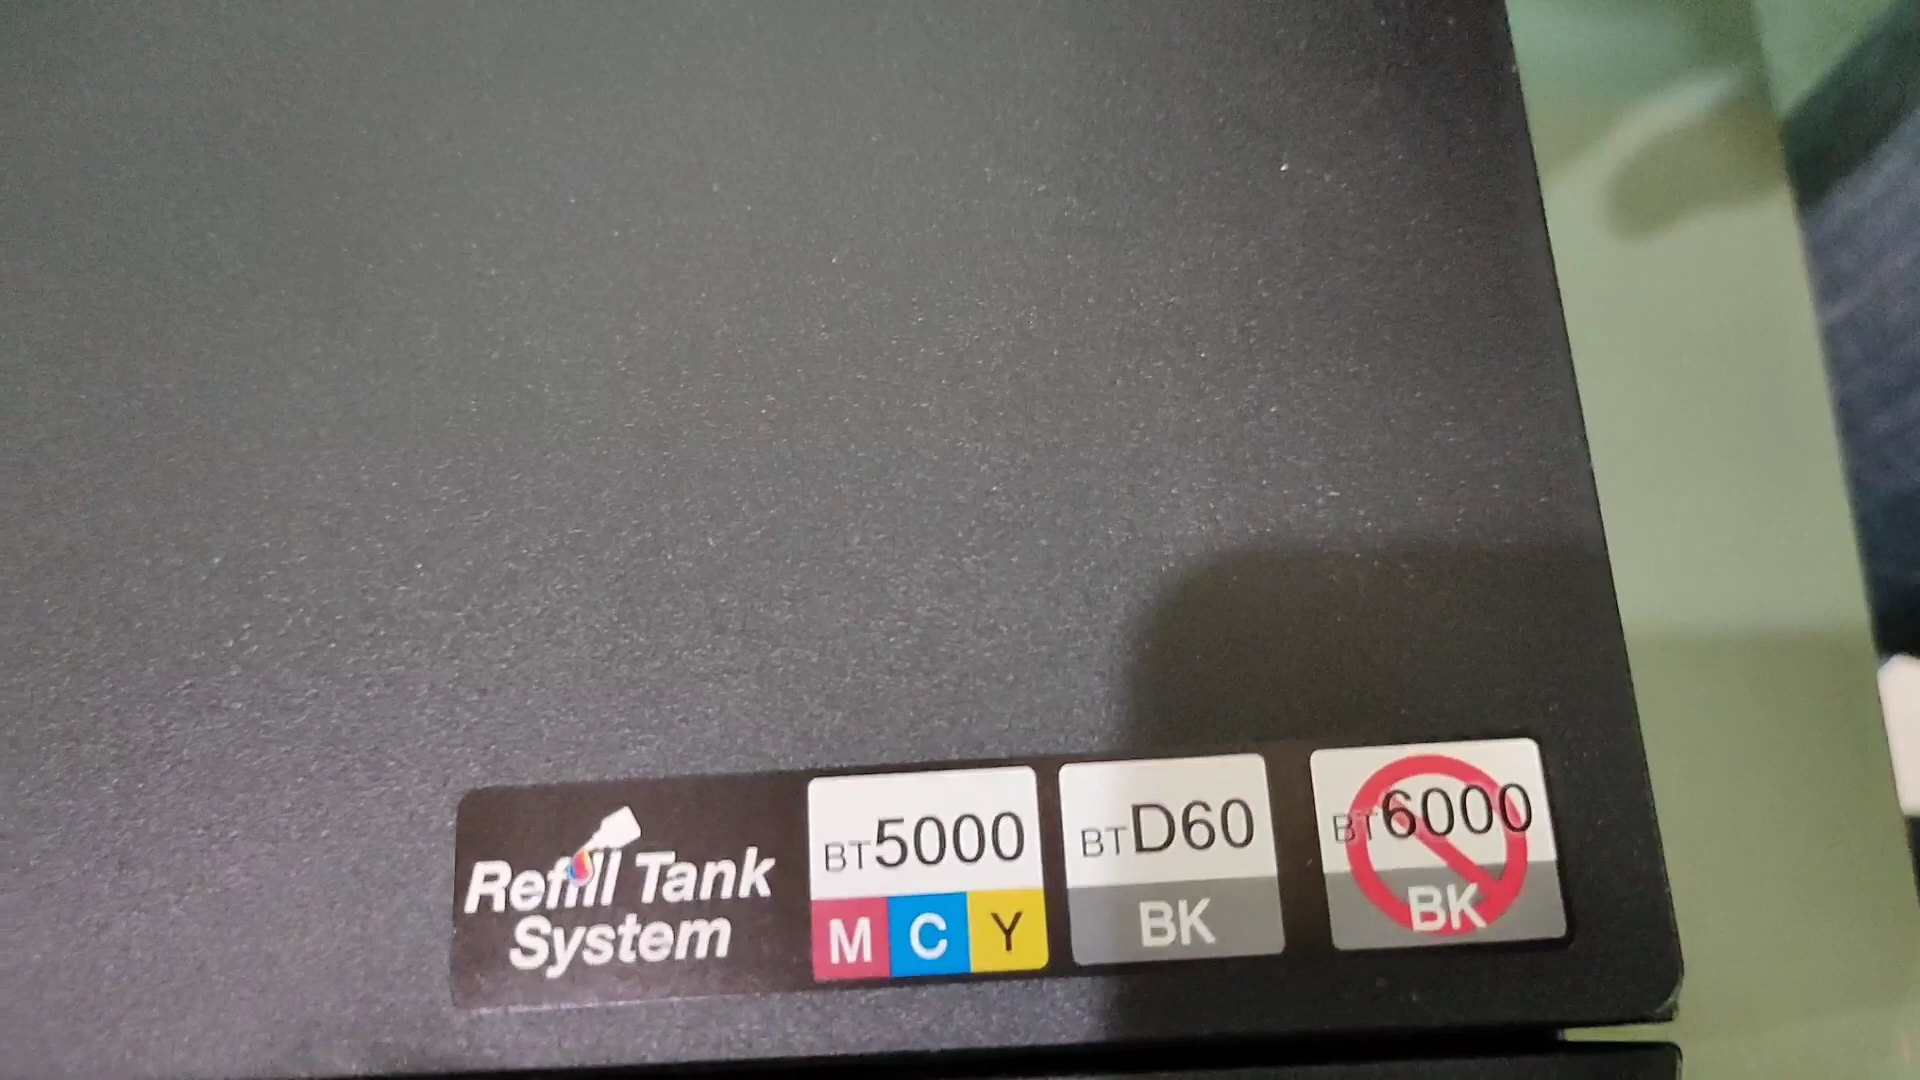 Refill Tank
System
BT5000
M C Y
BTD60
BK
BT6000
BK